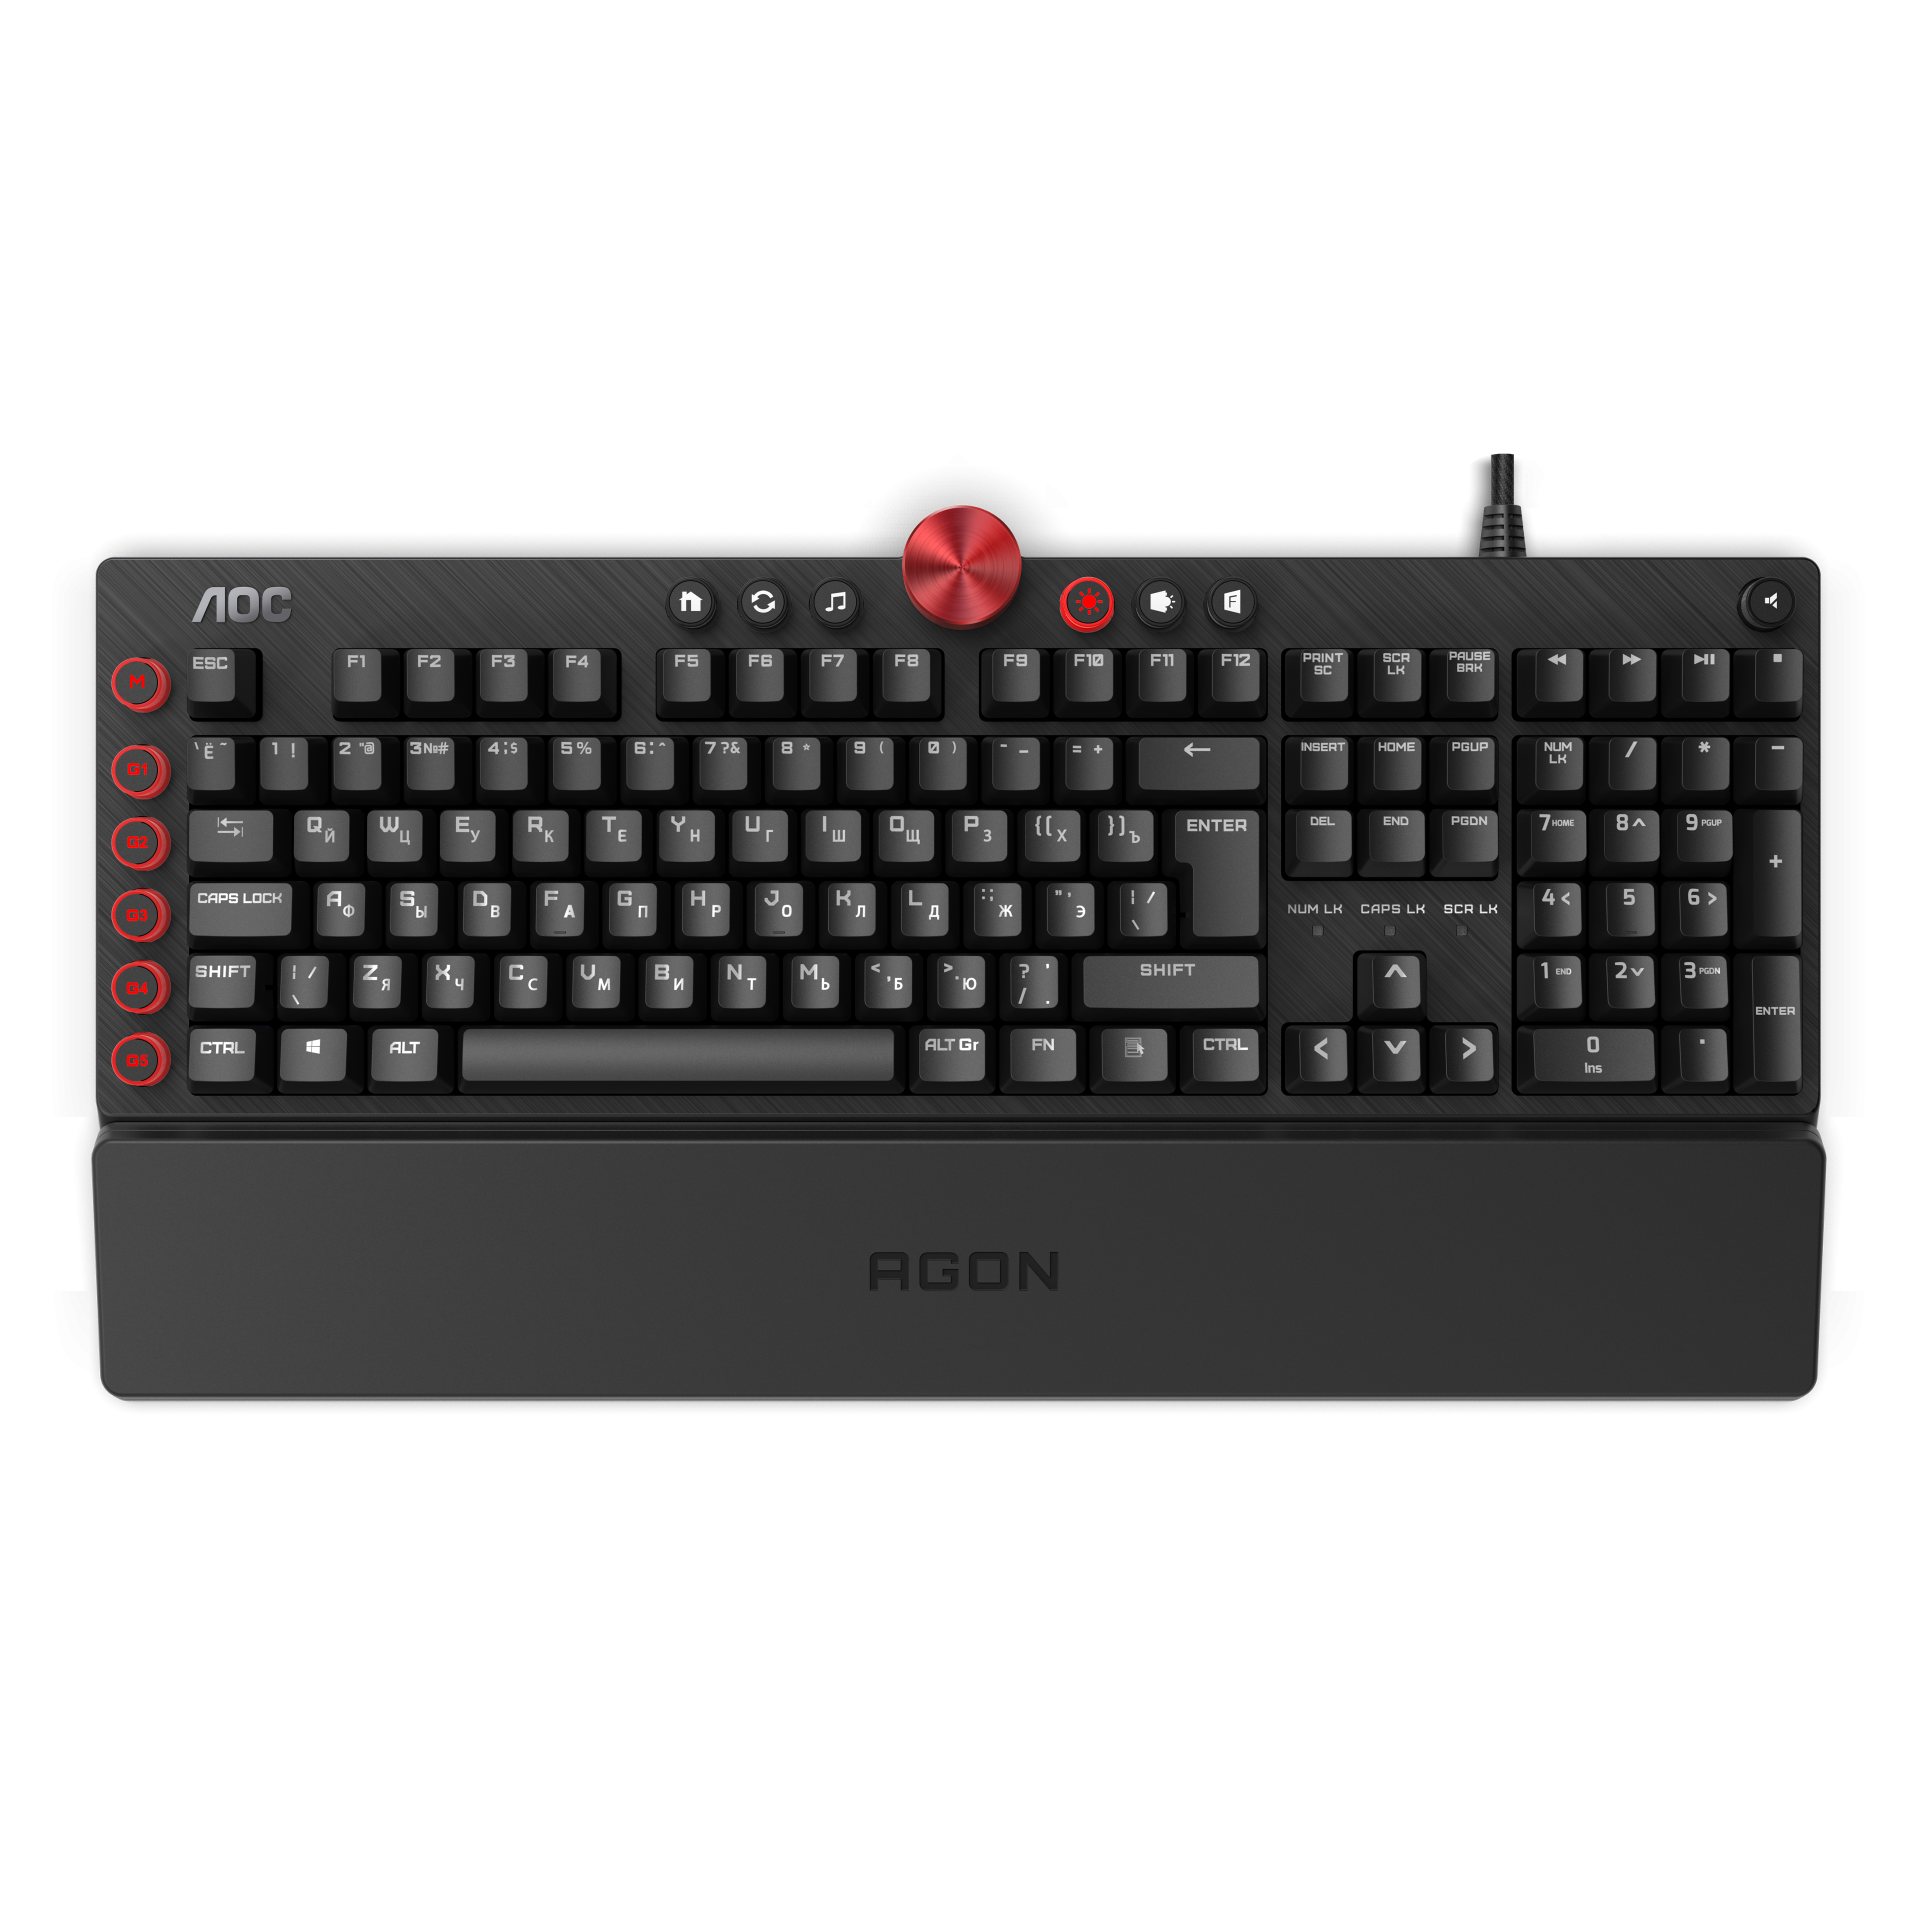 AOC
F
M
ESC F1 F2 F3 F4 F5 F6 F7 F8 F9 F10 F11 F12 PRINT SC SCR LK PAUSE BRK
G1
` Ё ~ 1 ! 2 "@ 3 №# 4 ;$ 5 % 6 :^ 7 ?& 8 * 9 ( 0 ) - _ = + ← INSERT HOME PGUP NUM LK / * -
G2
Q Й W Ц E У R К T Е Y Н U Г I Ш O Щ P З {[ Х }] Ъ ENTER DEL END PGDN 7 HOME 8 ^ 9 PGUP +
G3
CAPS LOCK A Ф S Ы D В F А G П H Р J О K Л L Д : ; Ж " ' Э ¦ / \ NUM LK CAPS LK SCR LK 4 < 5 6 >
G4
SHIFT ¦ / \ Z Я X Ч C С V М B И N Т M Ь < , Б > . Ю ? ' / . SHIFT ^ 1 END 2 ˅ 3 PGDN ENTER
G5
CTRL ALT ALT Gr FN CTRL < ˅ > 0 Ins .
AGON